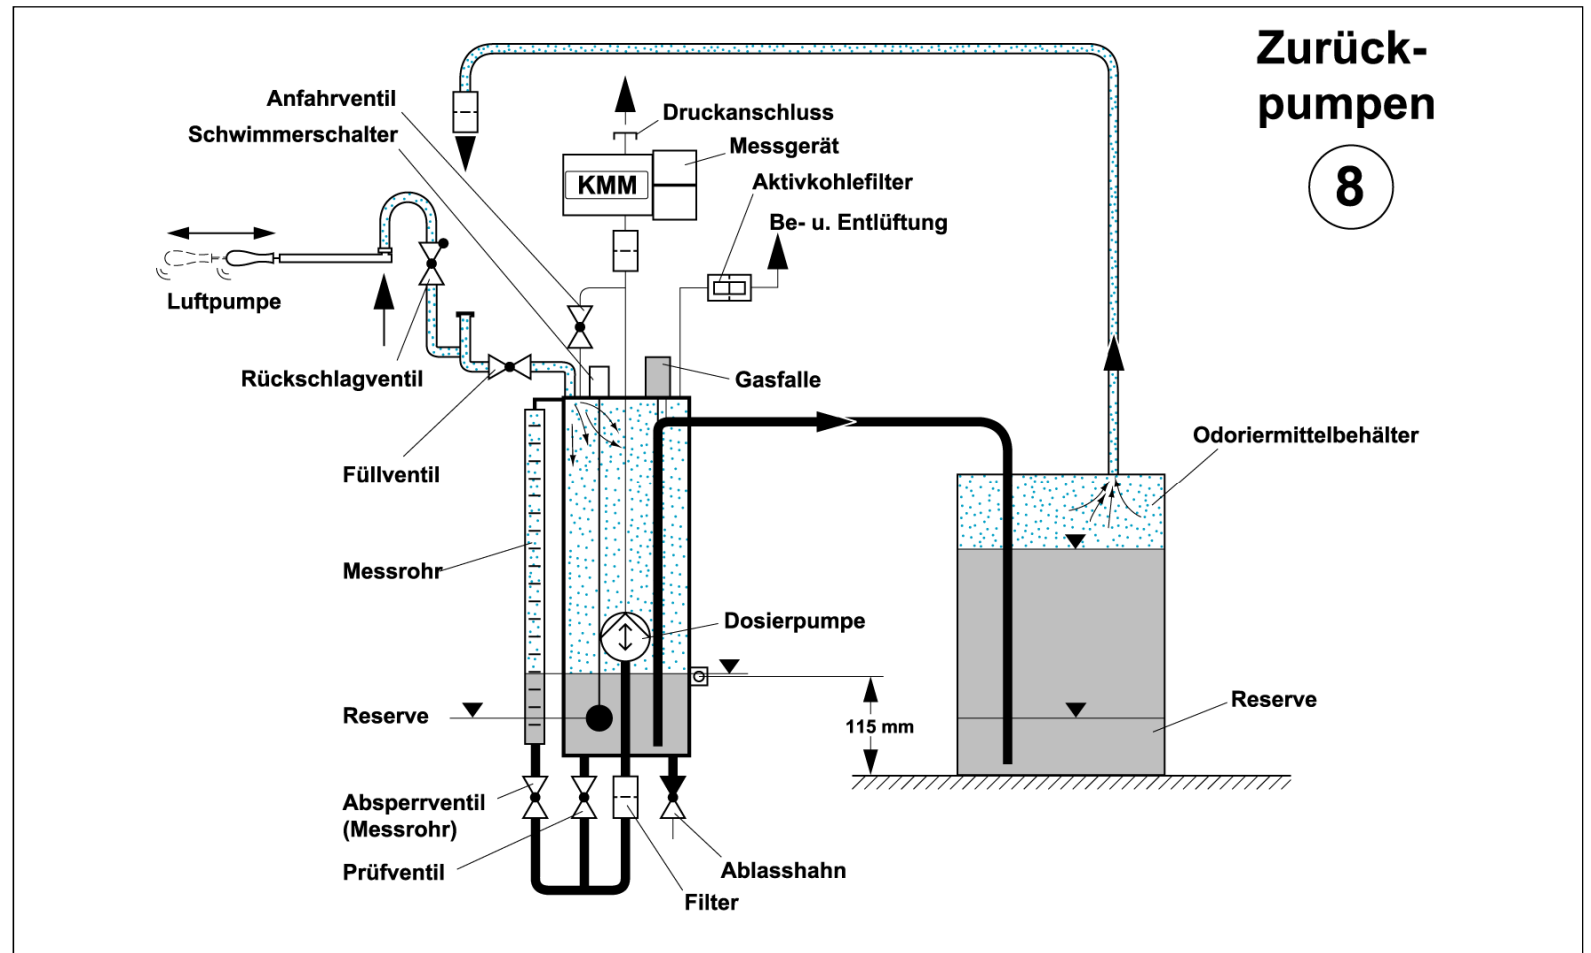 Zurück-
pumpen
8
Anfahrventil
Schwimmerschalter
Druckanschluss
Messgerät
KMM
Aktivkohlefilter
Be- u. Entlüftung
Luftpumpe
Rückschlagventil
Gasfalle
Füllventil
Odoriermittelbehälter
Messrohr
Dosierpumpe
Reserve
115 mm
Reserve
Absperrventil
(Messrohr)
Prüfventil
Ablasshahn
Filter